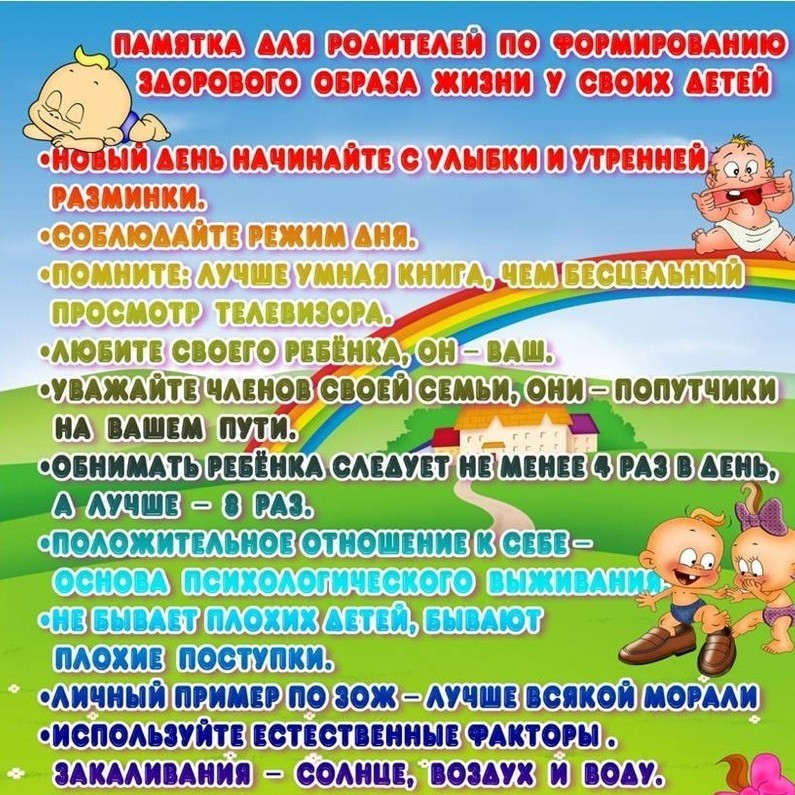 ПАМЯТКА ДЛЯ РОДИТЕЛЕЙ ПО ФОРМИРОВАНИЮ
ЗДОРОВОГО ОБРАЗА ЖИЗНИ У СВОИХ ДЕТЕЙ
•НОВЫЙ ДЕНЬ НАЧИНАЙТЕ С УЛЫБКИ И УТРЕННЕЙ
РАЗМИНКИ.
•СОБЛЮДАЙТЕ РЕЖИМ ДНЯ.
•ПОМНИТЕ: ЛУЧШЕ УМНАЯ КНИГА, ЧЕМ БЕСЦЕЛЬНЫЙ
ПРОСМОТР ТЕЛЕВИЗОРА.
•ЛЮБИТЕ СВОЕГО РЕБЁНКА, ОН – ВАШ.
•УВАЖАЙТЕ ЧЛЕНОВ СВОЕЙ СЕМЬИ, ОНИ – ПОПУТЧИКИ
НА ВАШЕМ ПУТИ.
•ОБНИМАТЬ РЕБЁНКА СЛЕДУЕТ НЕ МЕНЕЕ 4 РАЗ В ДЕНЬ,
А ЛУЧШЕ – 8 РАЗ.
•ПОЛОЖИТЕЛЬНОЕ ОТНОШЕНИЕ К СЕБЕ –
ОСНОВА ПСИХОЛОГИЧЕСКОГО ВЫЖИВАНИЯ.
•НЕ БЫВАЕТ ПЛОХИХ ДЕТЕЙ, БЫВАЮТ
ПЛОХИЕ ПОСТУПКИ.
•ЛИЧНЫЙ ПРИМЕР ПО ЗОЖ – ЛУЧШЕ ВСЯКОЙ МОРАЛИ
•ИСПОЛЬЗУЙТЕ ЕСТЕСТВЕННЫЕ ФАКТОРЫ .
ЗАКАЛИВАНИЯ – СОЛНЦЕ, ВОЗДУХ И ВОДУ.